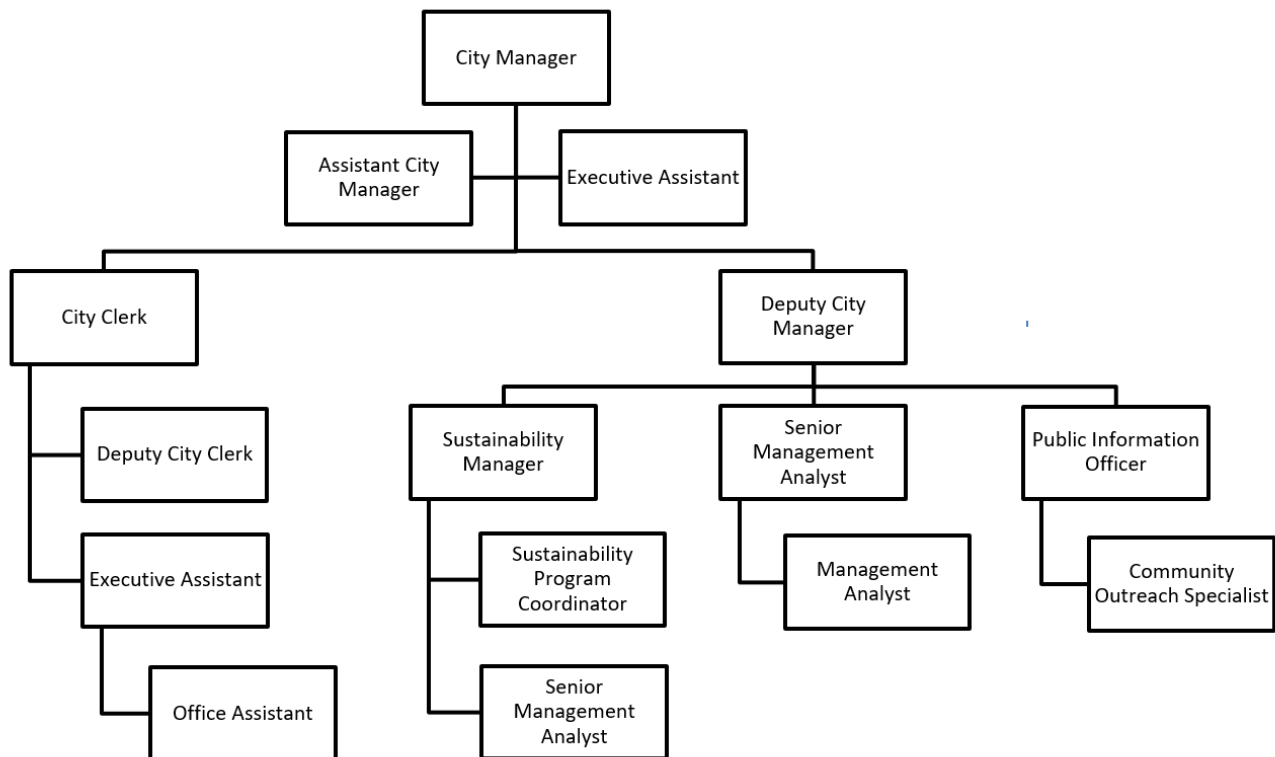 City Manager
Assistant City
Manager
Executive Assistant
City Clerk
Deputy City
Manager
Deputy City Clerk
Sustainability
Manager
Senior
Management
Analyst
Public Information
Officer
Executive Assistant
Sustainability
Program
Coordinator
Management
Analyst
Community
Outreach Specialist
Office Assistant
Senior
Management
Analyst